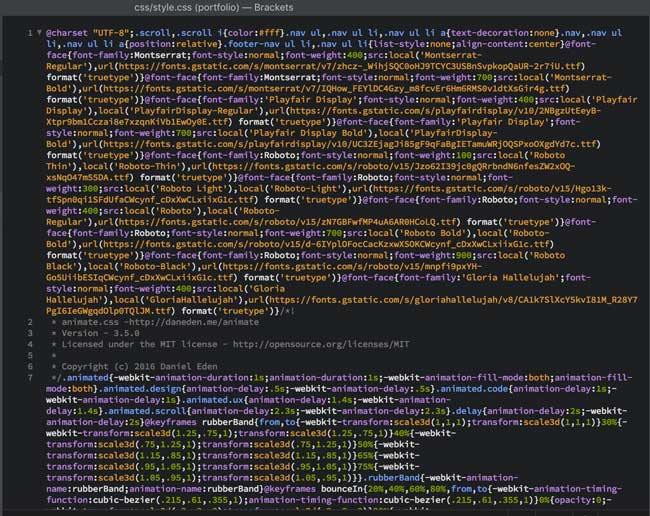 css/style.css (portfolio) — Brackets
1 ▼ @charset "UTF-8";.scroll,.scroll i{color:#fff}.nav ul,.nav ul li,.nav ul li a{text-decoration:none}.nav,.nav ul
li,.nav ul li a{position:relative}.footer-nav ul,.nav ul li{list-style:none;align-content:center}@font-
face{font-family:Montserrat;font-style:normal;font-weight:400;src:local('Montserrat-
Regular'),url(https://fonts.gstatic.com/s/montserrat/v7/zhcz-_WihjSQC0oHJ9TCYC3USBnSvpkopQaUR-2r7iU.ttf)
format('truetype')}@font-face{font-family:Montserrat;font-style:normal;font-weight:700;src:local('Montserrat-
Bold'),url(https://fonts.gstatic.com/s/montserrat/v7/IQHow_FEYlDC4Gzy_m8fcvEr6Hm6RMS0v1dtXsGir4g.ttf)
format('truetype')}@font-face{font-family:'Playfair Display';font-style:normal;font-weight:400;src:local('Playfair
Display'),local('PlayfairDisplay-Regular'),url(https://fonts.gstatic.com/s/playfairdisplay/v10/2NBgzUtEeyB-
Xtpr9bm1Czzai8e7xzqnKiVb1EwOy0E.ttf) format('truetype')}@font-face{font-family:'Playfair Display';font-
style:normal;font-weight:700;src:local('Playfair Display Bold'),local('PlayfairDisplay-
Bold'),url(https://fonts.gstatic.com/s/playfairdisplay/v10/UC3ZEjagJi85gF9qFaBgIETamuWRjOQSPxoOXgdYd7c.ttf)
format('truetype')}@font-face{font-family:Roboto;font-style:normal;font-weight:100;src:local('Roboto
Thin'),local('Roboto-Thin'),url(https://fonts.gstatic.com/s/roboto/v15/Jzo62I39jc0gQRrbndN6nfesZW2xOQ-
xsNqO47m55DA.ttf) format('truetype')}@font-face{font-family:Roboto;font-style:normal;font-
weight:300;src:local('Roboto Light'),local('Roboto-Light'),url(https://fonts.gstatic.com/s/roboto/v15/Hgo13k-
tfSpn0qi1SFdUfaCWcynf_cDxXwCLxiixG1c.ttf) format('truetype')}@font-face{font-family:Roboto;font-style:normal;font-
weight:400;src:local('Roboto'),local('Roboto-
Regular'),url(https://fonts.gstatic.com/s/roboto/v15/zN7GBFwfMP4uA6AR0HCoLQ.ttf) format('truetype')}@font-
face{font-family:Roboto;font-style:normal;font-weight:700;src:local('Roboto Bold'),local('Roboto-
Bold'),url(https://fonts.gstatic.com/s/roboto/v15/d-6IYplOFocCacKzxwXSOKCWcynf_cDxXwCLxiixG1c.ttf)
format('truetype')}@font-face{font-family:Roboto;font-style:normal;font-weight:900;src:local('Roboto
Black'),local('Roboto-Black'),url(https://fonts.gstatic.com/s/roboto/v15/mnpfi9pxYH-
Go5UiibESIqCWcynf_cDxXwCLxiixG1c.ttf) format('truetype')}@font-face{font-family:'Gloria Hallelujah';font-
style:normal;font-weight:400;src:local('Gloria
Hallelujah'),local('GloriaHallelujah'),url(https://fonts.gstatic.com/s/gloriahallelujah/v8/CA1k7SlXcY5kvI81M_R28Y7
PgI6IeGWgqdOlp0TQlJM.ttf) format('truetype')}/*!
2 * animate.css -http://daneden.me/animate
3 * Version - 3.5.0
4 * Licensed under the MIT license - http://opensource.org/licenses/MIT
5 *
6 * Copyright (c) 2016 Daniel Eden
7 */.animated{-webkit-animation-duration:1s;animation-duration:1s;-webkit-animation-fill-mode:both;animation-fill-
mode:both}.animated.design{animation-delay:.5s;-webkit-animation-delay:.5s}.animated.code{animation-delay:1s;-
webkit-animation-delay:1s}.animated.ux{animation-delay:1.4s;-webkit-animation-
delay:1.4s}.animated.scroll{animation-delay:2.3s;-webkit-animation-delay:2.3s}.delay{animation-delay:2s;-webkit-
animation-delay:2s}@keyframes rubberBand{from,to{-webkit-transform:scale3d(1,1,1);transform:scale3d(1,1,1)}30%{-
webkit-transform:scale3d(1.25,.75,1);transform:scale3d(1.25,.75,1)}40%{-webkit-
transform:scale3d(.75,1.25,1);transform:scale3d(.75,1.25,1)}50%{-webkit-
transform:scale3d(1.15,.85,1);transform:scale3d(1.15,.85,1)}65%{-webkit-
transform:scale3d(.95,1.05,1);transform:scale3d(.95,1.05,1)}75%{-webkit-
transform:scale3d(1.05,.95,1);transform:scale3d(1.05,.95,1)}}.rubberBand{-webkit-animation-
name:rubberBand;animation-name:rubberBand}@keyframes bounceIn{20%,40%,60%,80%,from,to{-webkit-animation-timing-
function:cubic-bezier(.215,.61,.355,1);animation-timing-function:cubic-bezier(.215,.61,.355,1)}0%{opacity:0;-